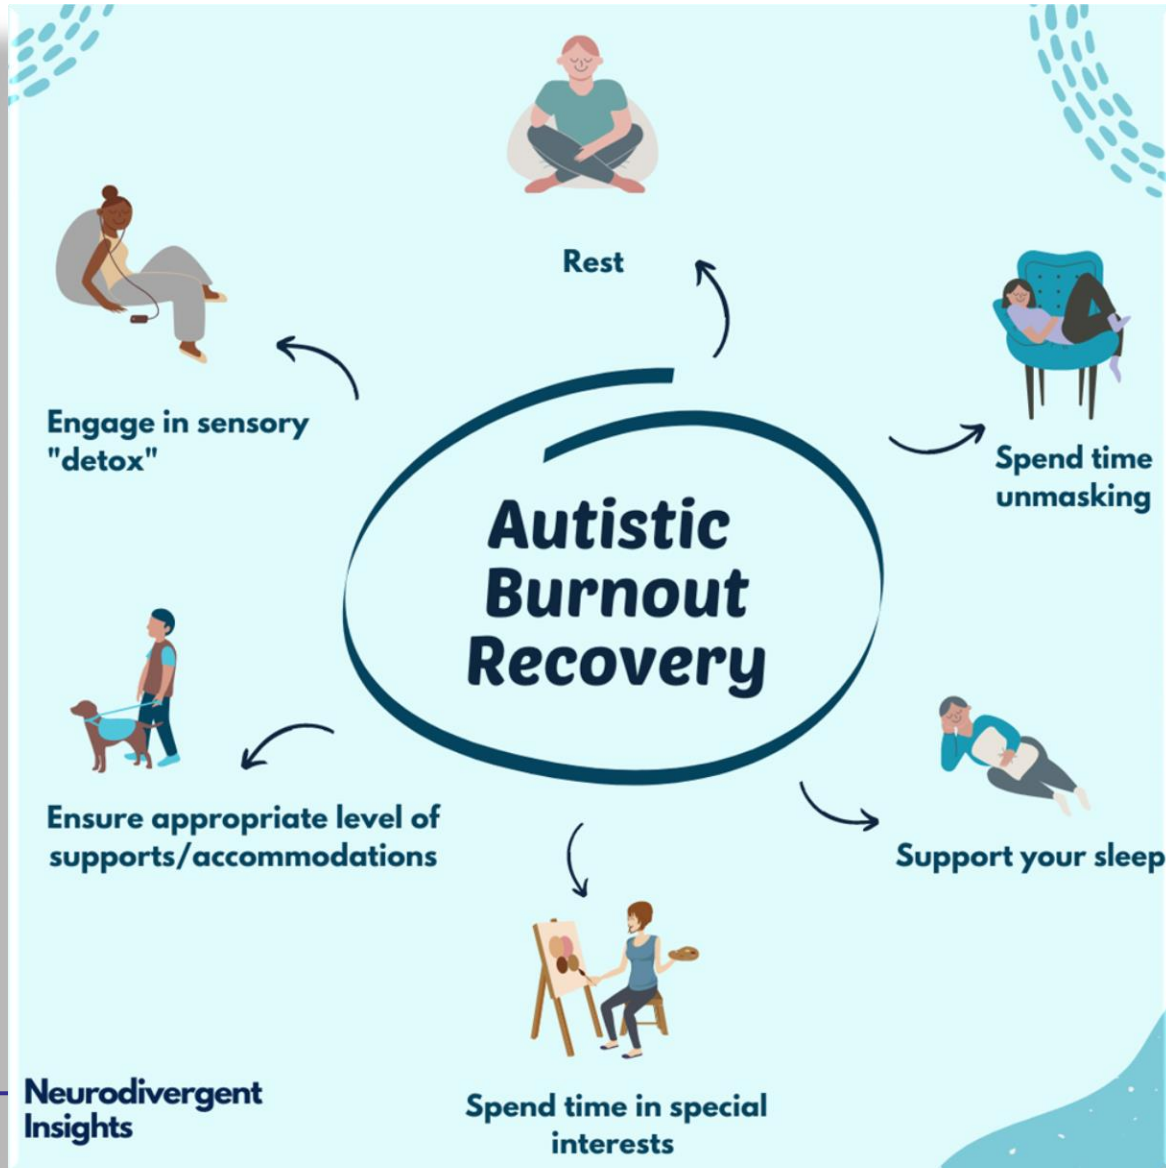 Rest
Engage in sensory
"detox"
Spend time
unmasking
Autistic
Burnout
Recovery
Ensure appropriate level of
supports/accommodations
Support your sleep
Spend time in special
interests
Neurodivergent
Insights